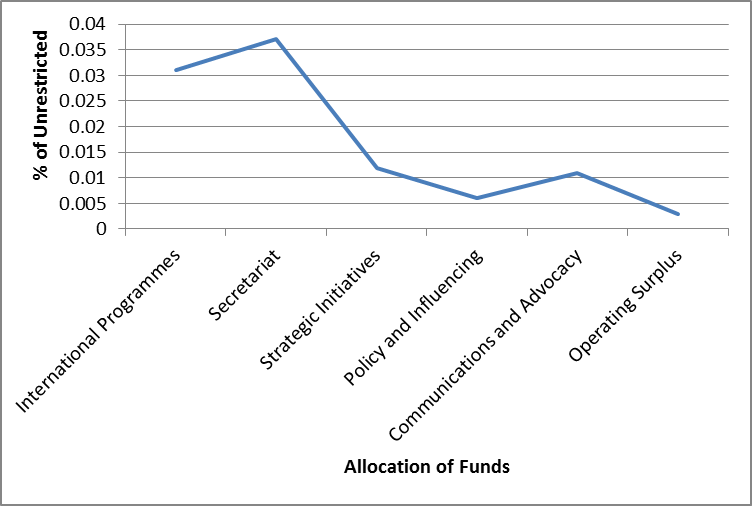 % of Unrestricted
0.04
0.035
0.03
0.025
0.02
0.015
0.01
0.005
0
International Programmes
Secretariat
Strategic Initiatives
Policy and Influencing
Communications and Advocacy
Operating Surplus
Allocation of Funds